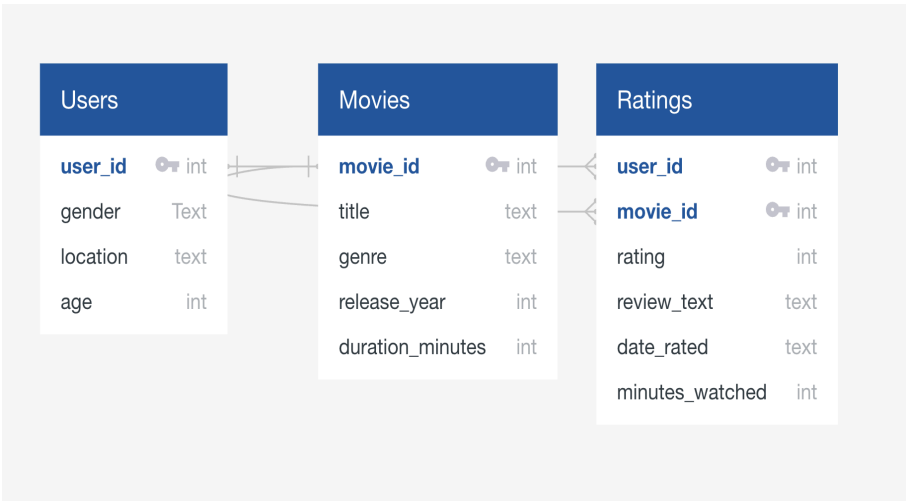 Users
user_id int
gender Text
location text
age int
Movies
movie_id int
title text
genre text
release_year int
duration_minutes int
Ratings
user_id int
movie_id int
rating int
review_text text
date_rated text
minutes_watched int